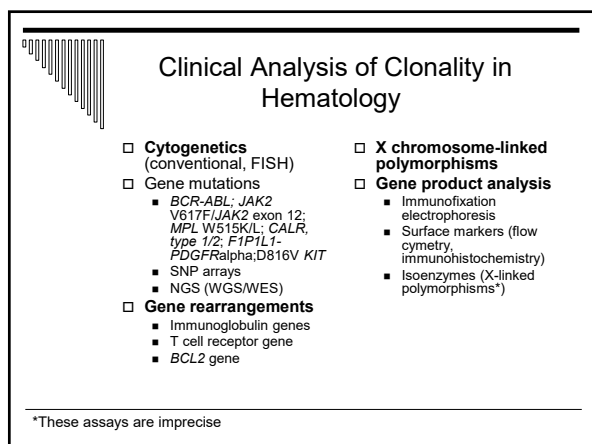 Clinical Analysis of Clonality in
Hematology
Cytogenetics
(conventional, FISH)
Gene mutations
BCR-ABL; JAK2
V617F/JAK2 exon 12;
MPL W515K/L; CALR,
type 1/2; F1P1L1-
PDGFRalpha;D816V KIT
SNP arrays
NGS (WGS/WES)
Gene rearrangements
Immunoglobulin genes
T cell receptor gene
BCL2 gene
X chromosome-linked
polymorphisms
Gene product analysis
Immunofixation
electrophoresis
Surface markers (flow
cymetry,
immunohistochemistry)
Isoenzymes (X-linked
polymorphisms*)
*These assays are imprecise